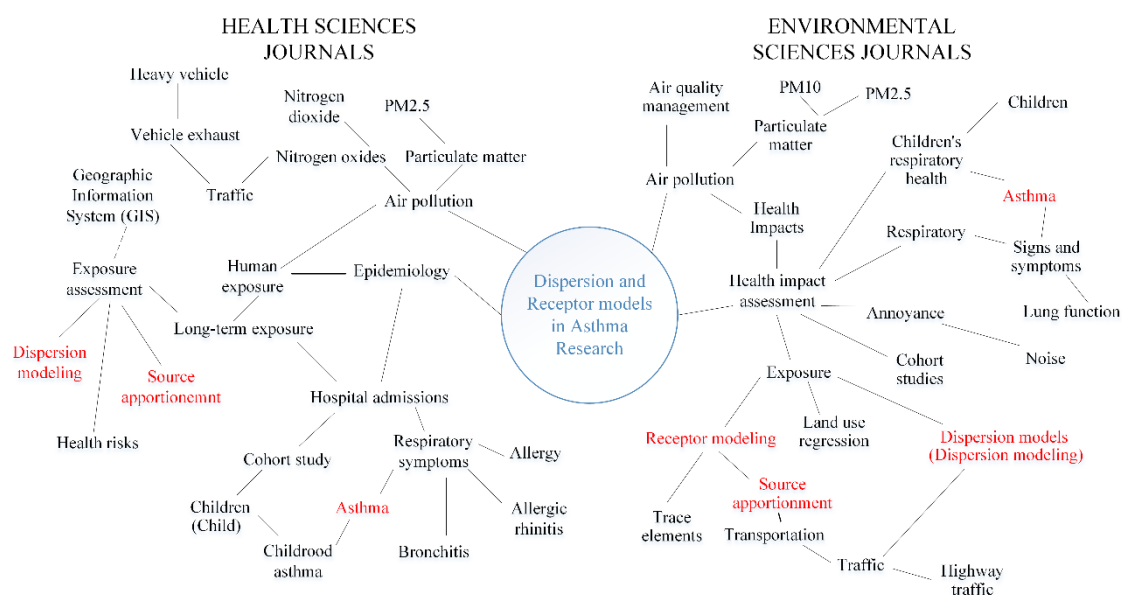 HEALTH SCIENCES
JOURNALS
Heavy vehicle
Nitrogen
dioxide
PM2.5
Vehicle exhaust
Nitrogen oxides
Particulate matter
Geographic
Information
System (GIS)
Traffic
Air pollution
Exposure
assessment
Human
exposure
Epidemiology
Long-term exposure
Dispersion
modeling
Source
apportionemnt
Hospital admissions
Health risks
Cohort study
Respiratory
symptoms
Allergy
Children
(Child)
Asthma
Allergic
rhinitis
Childrood
asthma
Bronchitis
Dispersion and
Receptor models
in Asthma
Research
ENVIRONMENTAL
SCIENCES JOURNALS
Air quality
management
PM10
PM2.5
Children
Particulate
matter
Children's
respiratory
health
Air pollution
Asthma
Health
Impacts
Respiratory
Signs and
symptoms
Health impact
assessment
Annoyance
Lung function
Cohort
studies
Noise
Exposure
Land use
regression
Receptor modeling
Dispersion models
(Dispersion modeling)
Source
apportionment
Trace
elements
Transportation
Traffic
Highway
traffic